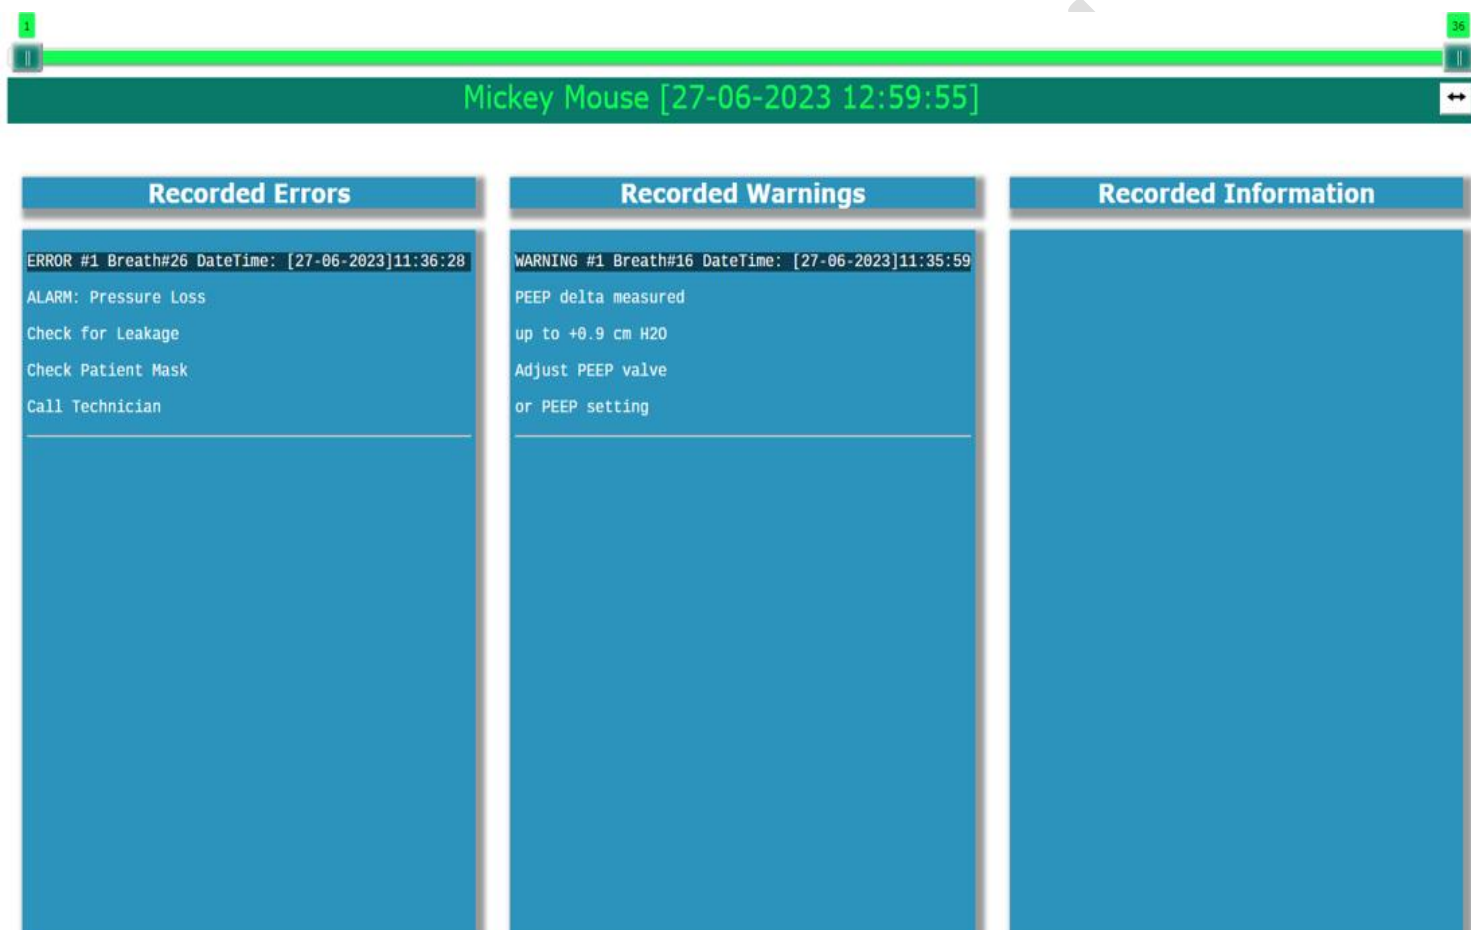 1
36
Mickey Mouse [27-06-2023 12:59:55]
Recorded Errors
ERROR #1 Breath#26 DateTime: [27-06-2023]11:36:28
ALARM: Pressure Loss
Check for Leakage
Check Patient Mask
Call Technician
Recorded Warnings
WARNING #1 Breath#16 DateTime: [27-06-2023]11:35:59
PEEP delta measured
up to +0.9 cm H2O
Adjust PEEP valve
or PEEP setting
Recorded Information